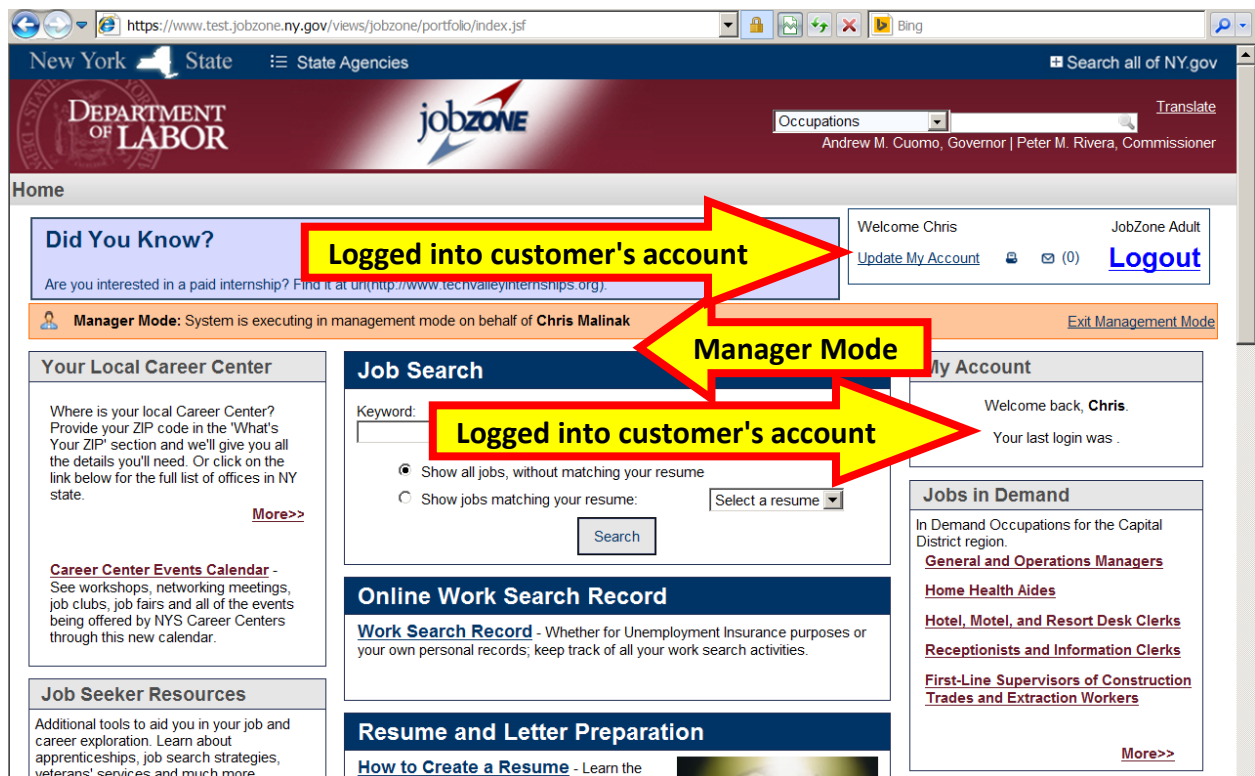 https://www.test.jobzone.ny.gov/views/jobzone/portfolio/index.jsf
Bing
New York State
State Agencies
Search all of NY.gov
DEPARTMENT
OF LABOR
jobZONE
Occupations
Translate
Andrew M. Cuomo, Governor | Peter M. Rivera, Commissioner
Home
Did You Know?
Are you interested in a paid internship? Find it at url(http://www.techvalleyinternships.org).
Logged into customer's account
Welcome Chris
JobZone Adult
Update My Account
(0)
Logout
Manager Mode: System is executing in management mode on behalf of Chris Malinak
Exit Management Mode
Manager Mode
Your Local Career Center
Where is your local Career Center?
Provide your ZIP code in the 'What's
Your ZIP' section and we'll give you all
the details you'll need. Or click on the
link below for the full list of offices in NY
state.
More>>
Career Center Events Calendar -
See workshops, networking meetings,
job clubs, job fairs and all of the events
being offered by NYS Career Centers
through this new calendar.
Job Seeker Resources
Additional tools to aid you in your job and
career exploration. Learn about
apprenticeships, job search strategies,
veterans' services and much more
Job Search
Keyword:
Logged into customer's account
Show all jobs, without matching your resume
Show jobs matching your resume:
Select a resume
Search
Online Work Search Record
Work Search Record - Whether for Unemployment Insurance purposes or
your own personal records; keep track of all your work search activities.
Resume and Letter Preparation
How to Create a Resume - Learn the
My Account
Welcome back, Chris.
Your last login was .
Jobs in Demand
In Demand Occupations for the Capital
District region.
General and Operations Managers
Home Health Aides
Hotel, Motel, and Resort Desk Clerks
Receptionists and Information Clerks
First-Line Supervisors of Construction
Trades and Extraction Workers
More>>